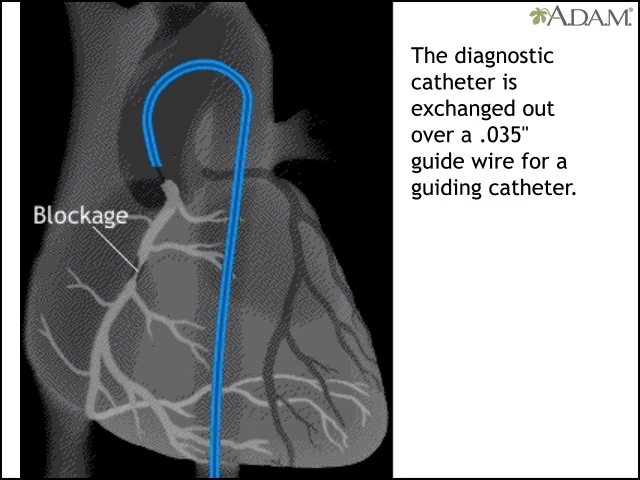 A.D.A.M.
The diagnostic
catheter is
exchanged out
over a .035"
guide wire for a
guiding catheter.
Blockage